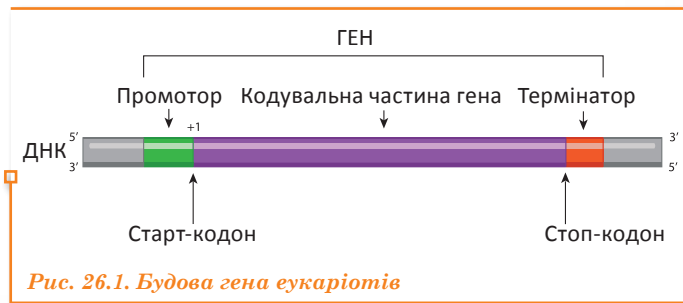 ГЕН
Промотор Кодувальна частина гена Термінатор
+1
5′ 3′
ДНК
3′ 5′
Старт-кодон Стоп-кодон
Рис. 26.1. Будова гена еукаріотів